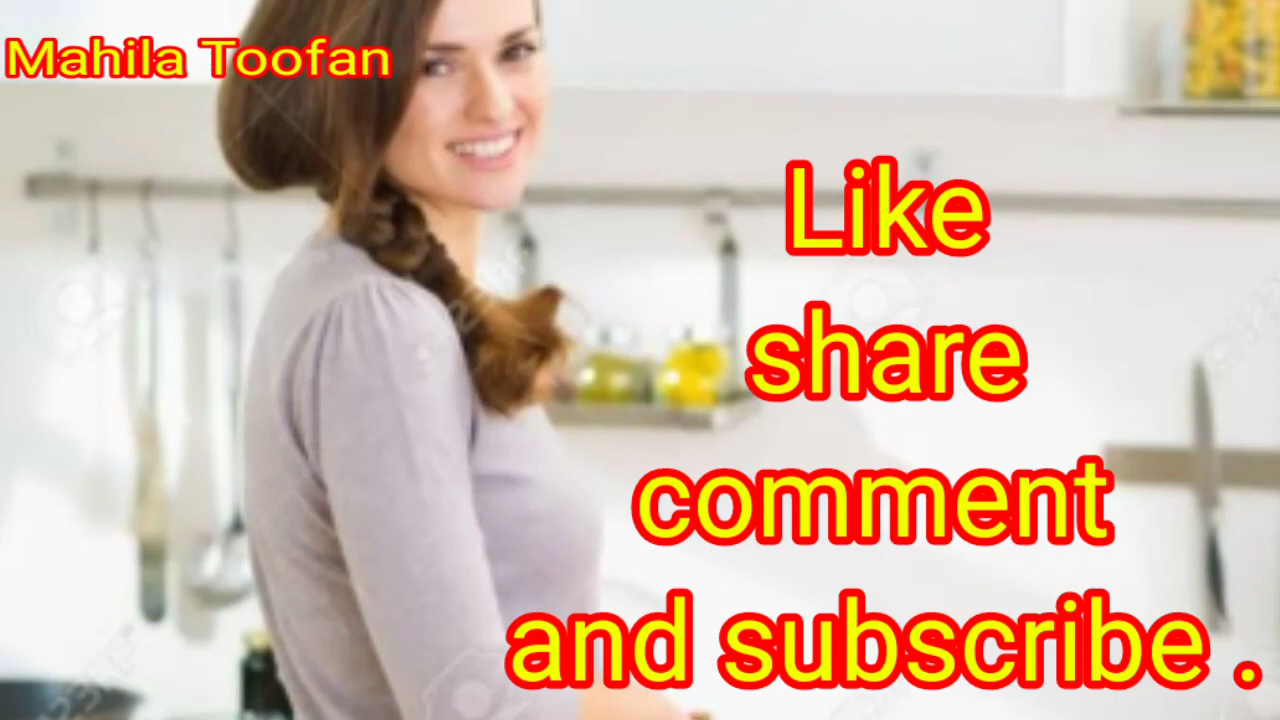 Mahila Toofan
Like
share
comment
and subscribe .